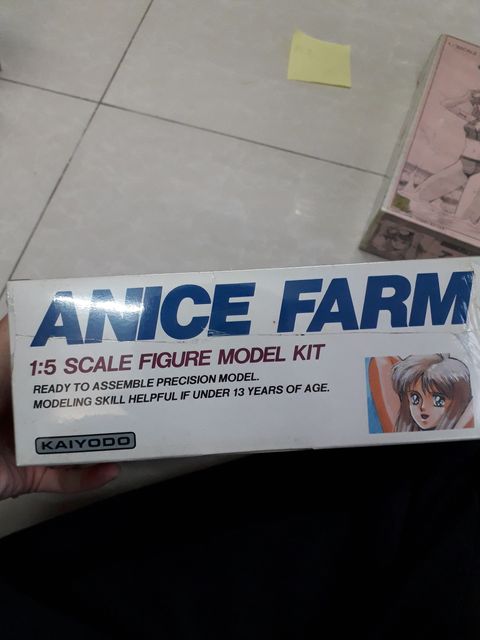 ANICE FARM
1:5 SCALE FIGURE MODEL KIT
READY TO ASSEMBLE PRECISION MODEL.
MODELING SKILL HELPFUL IF UNDER 13 YEARS OF AGE.
KAIYODO